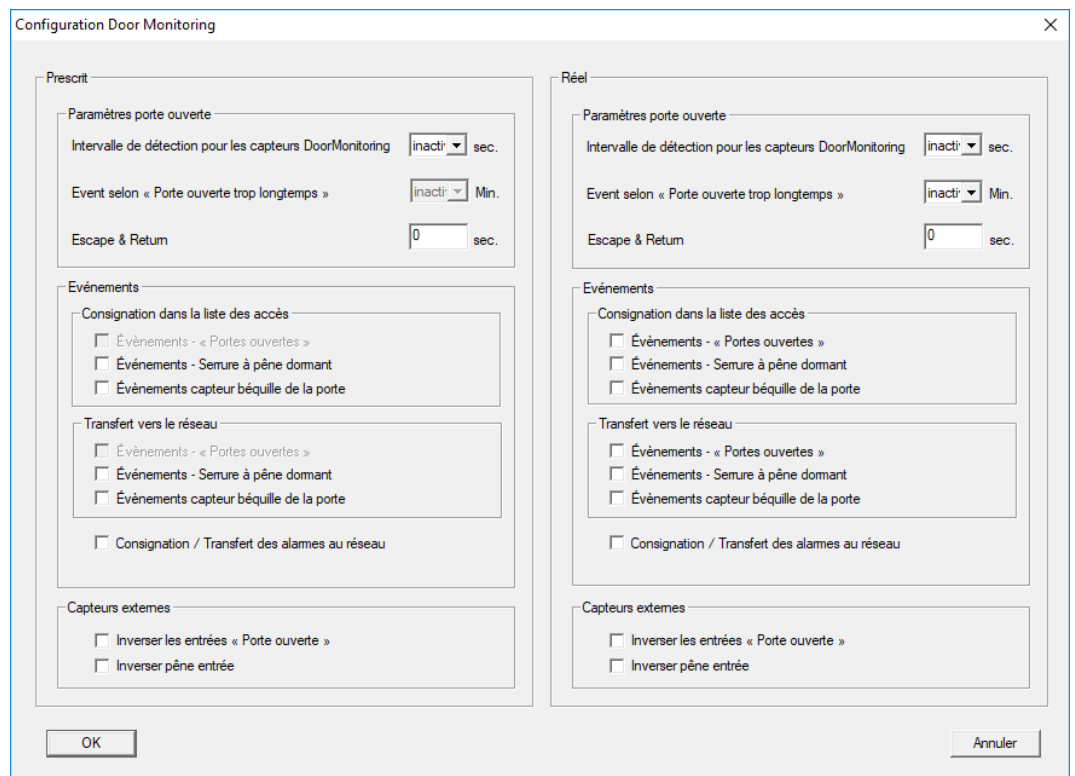 Configuration Door Monitoring
Prescrit
Paramètres porte ouverte
Intervalle de détection pour les capteurs DoorMonitoring inacti sec.
Event selon « Porte ouverte trop longtemps » inacti Min.
Escape & Return 0 sec.
Evénements
Consignation dans la liste des accès
Évènements - « Portes ouvertes »
Événements - Serrure à pêne dormant
Évènements capteur béquille de la porte
Transfert vers le réseau
Évènements - « Portes ouvertes »
Événements - Serrure à pêne dormant
Évènements capteur béquille de la porte
Consignation / Transfert des alarmes au réseau
Capteurs externes
Inverser les entrées « Porte ouverte »
Inverser pêne entrée
Réel
Paramètres porte ouverte
Intervalle de détection pour les capteurs DoorMonitoring inacti sec.
Event selon « Porte ouverte trop longtemps » inacti Min.
Escape & Return 0 sec.
Evénements
Consignation dans la liste des accès
Évènements - « Portes ouvertes »
Événements - Serrure à pêne dormant
Évènements capteur béquille de la porte
Transfert vers le réseau
Évènements - « Portes ouvertes »
Événements - Serrure à pêne dormant
Évènements capteur béquille de la porte
Consignation / Transfert des alarmes au réseau
Capteurs externes
Inverser les entrées « Porte ouverte »
Inverser pêne entrée
OK
Annuler